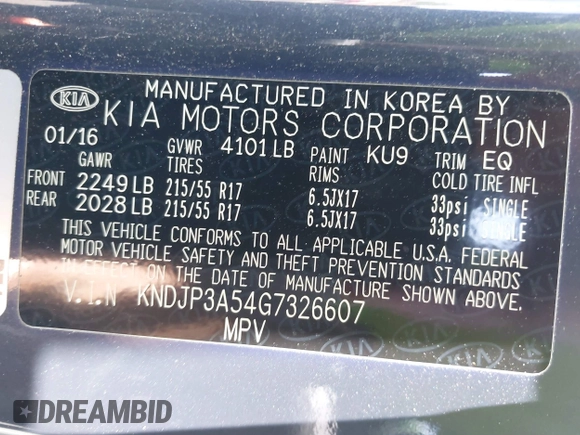 KIA MANUFACTURED IN KOREA BY
KIA MOTORS CORPORATION
01/16 GVWR 4101LB PAINT KU9 TRIM EQ
GAWR TIRES RIMS COLD TIRE INFL
FRONT 2249LB 215/55 R17 6.5JX17 33psi SINGLE
REAR 2028LB 215/55 R17 6.5JX17 33psi SINGLE
THIS VEHICLE CONFORMS TO ALL APPLICABLE U.S.A. FEDERAL
MOTOR VEHICLE SAFETY AND THEFT PREVENTION STANDARDS
IN EFFECT ON THE DATE OF MANUFACTURE SHOWN ABOVE.
V.I.N KNDJP3A54G7326607
MPV
DREAMBID